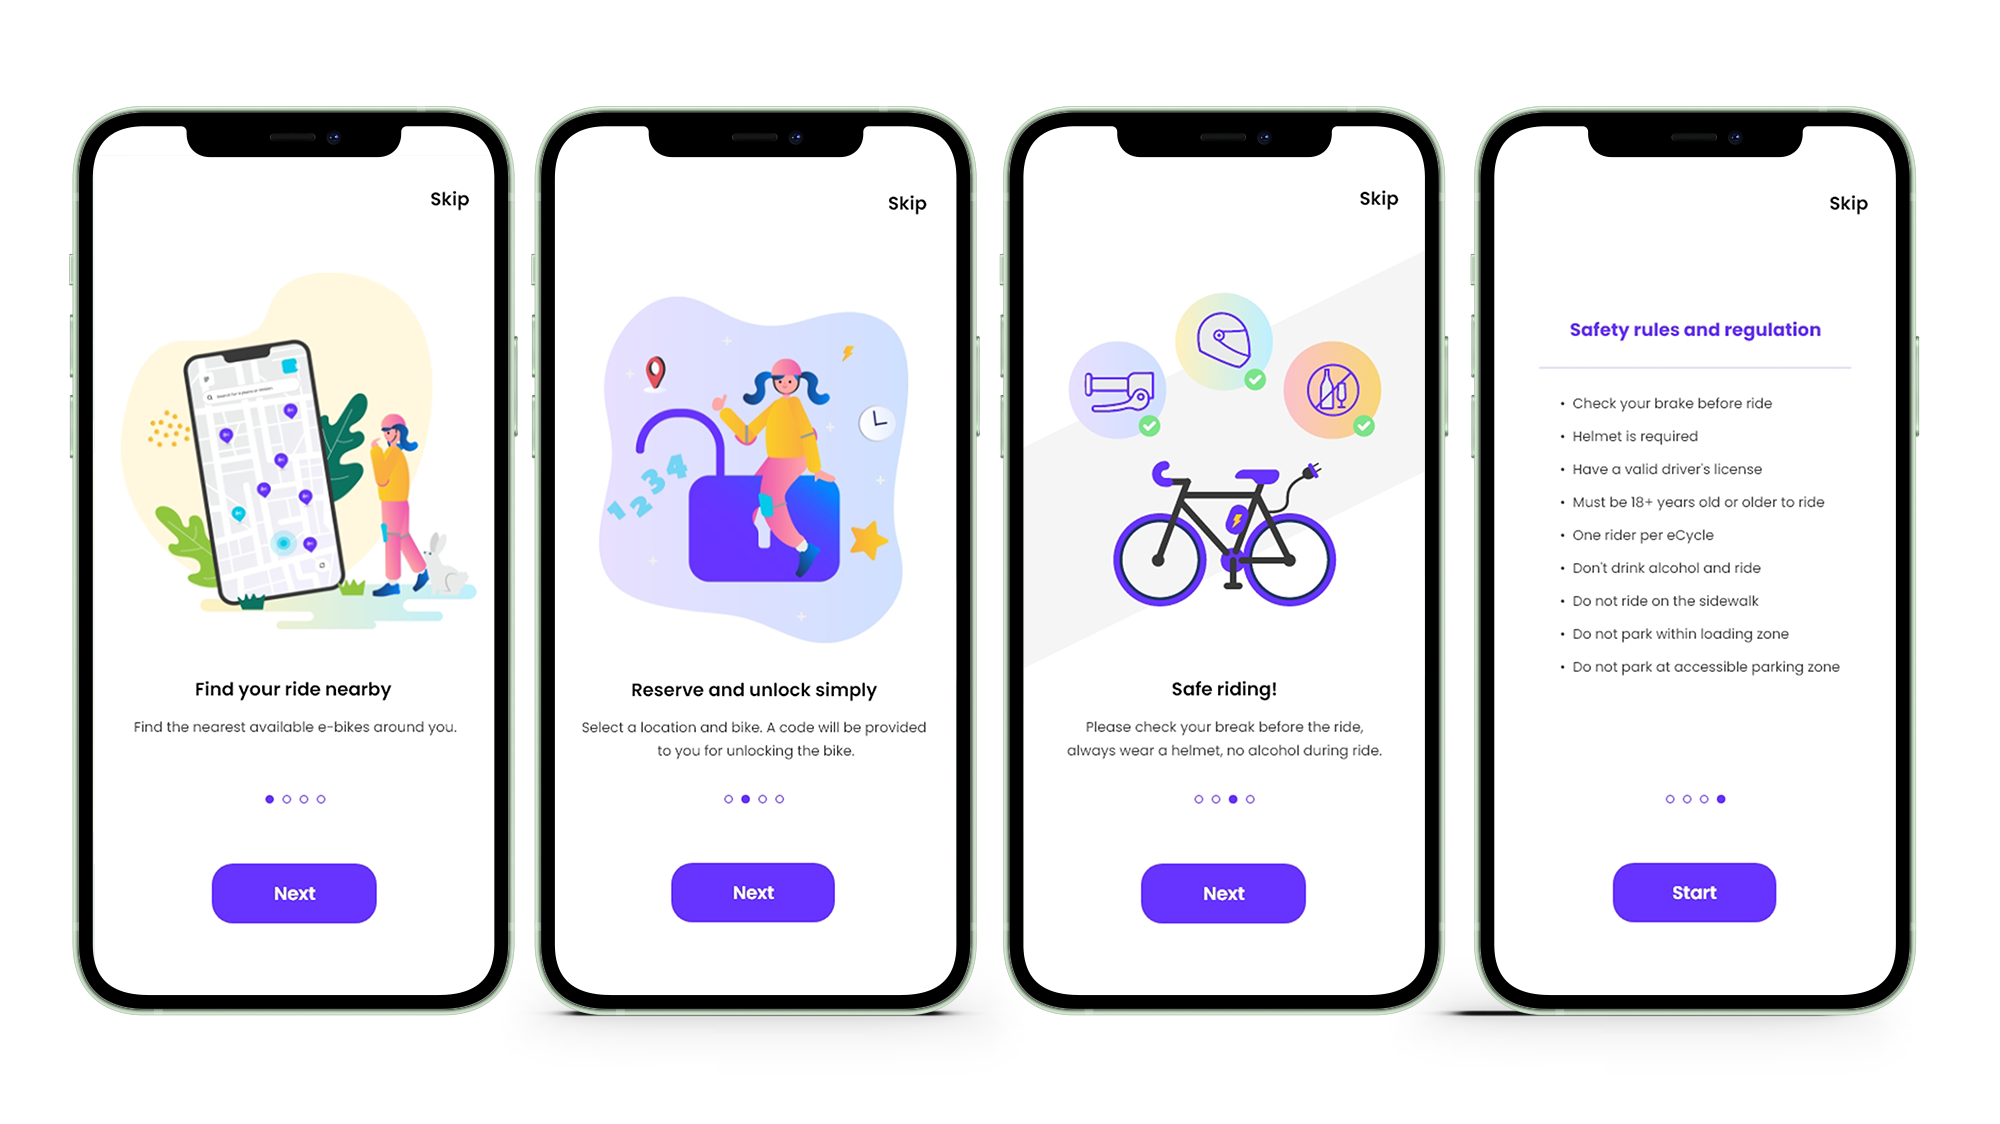 Skip
Find your ride nearby
Find the nearest available e-bikes around you.
Next
Skip
1234
Reserve and unlock simply
Select a location and bike. A code will be provided
to you for unlocking the bike.
Next
Skip
Safe riding!
Please check your break before the ride,
always wear a helmet, no alcohol during ride.
Next
Skip
Safety rules and regulation
• Check your brake before ride
• Helmet is required
• Have a valid driver's license
• Must be 18+ years old or older to ride
• One rider per eCycle
• Don't drink alcohol and ride
• Do not ride on the sidewalk
• Do not park within loading zone
• Do not park at accessible parking zone
Start